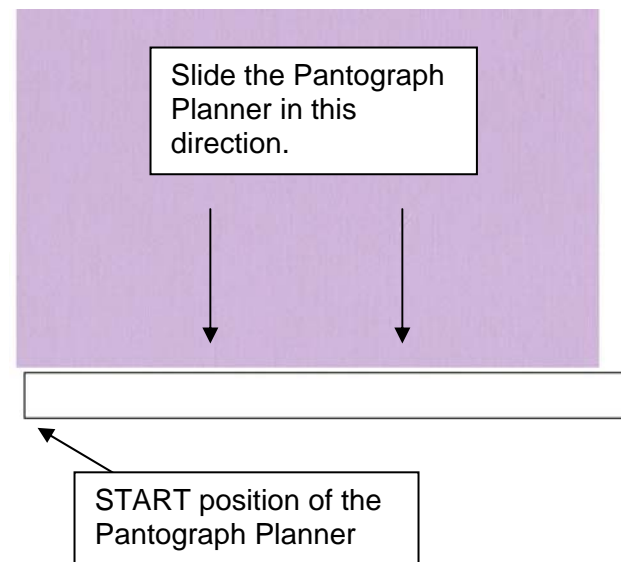 Slide the Pantograph
Planner in this
direction.
START position of the
Pantograph Planner